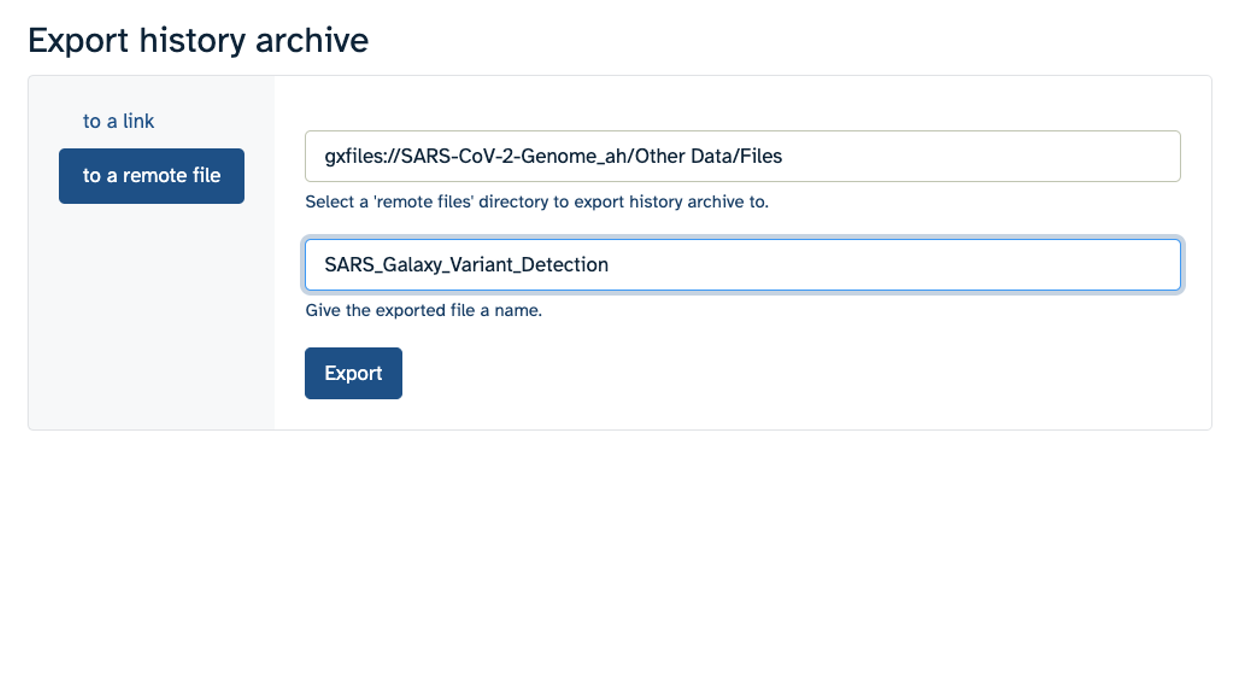 Export history archive
to a link
to a remote file
gxfiles://SARS-CoV-2-Genome_ah/Other Data/Files
Select a 'remote files' directory to export history archive to.
SARS_Galaxy_Variant_Detection
Give the exported file a name.
Export